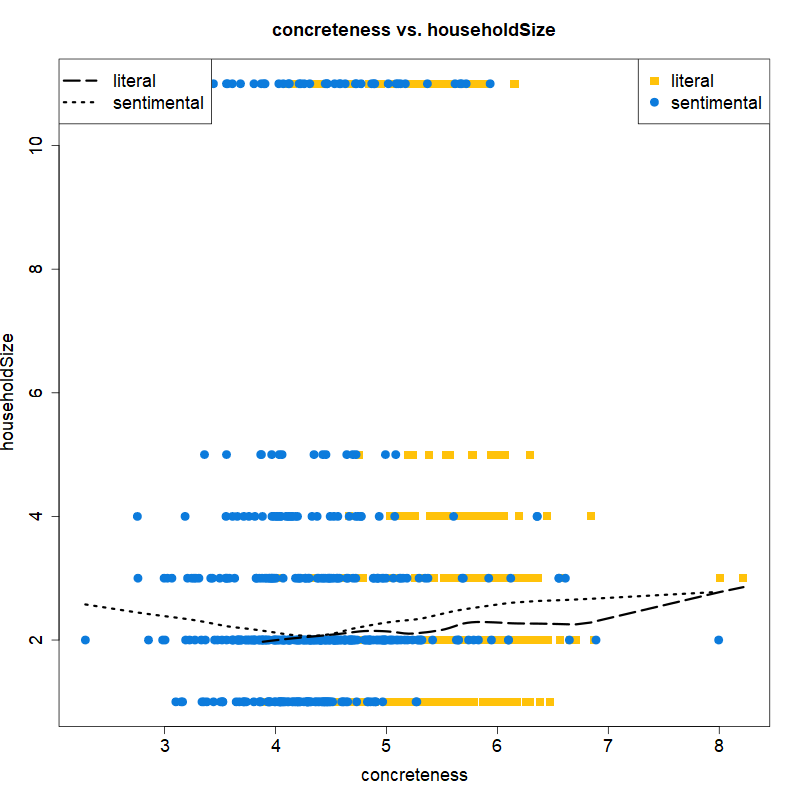 concreteness vs. householdSize
literal
sentimental
literal
sentimental
householdSize
10
8
6
4
2
3 4 5 6 7 8
concreteness